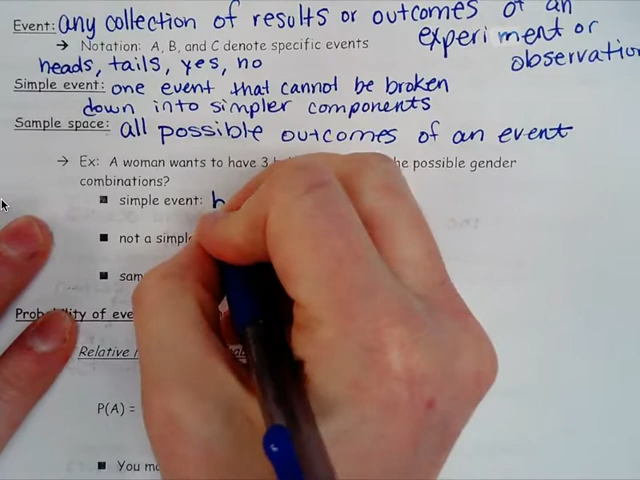 Event: any collection of results or outcomes of an
→ Notation: A, B, and C denote specific events experiment or
heads, tails, yes, no observation
Simple event: one event that cannot be broken
down into simpler components
Sample space: all possible outcomes of an event
→ Ex: A woman wants to have 3 the possible gender
combinations?
■ simple event: b
■ not a simple
■ sam
Probability of eve
Relative
P(A) =
■ You m